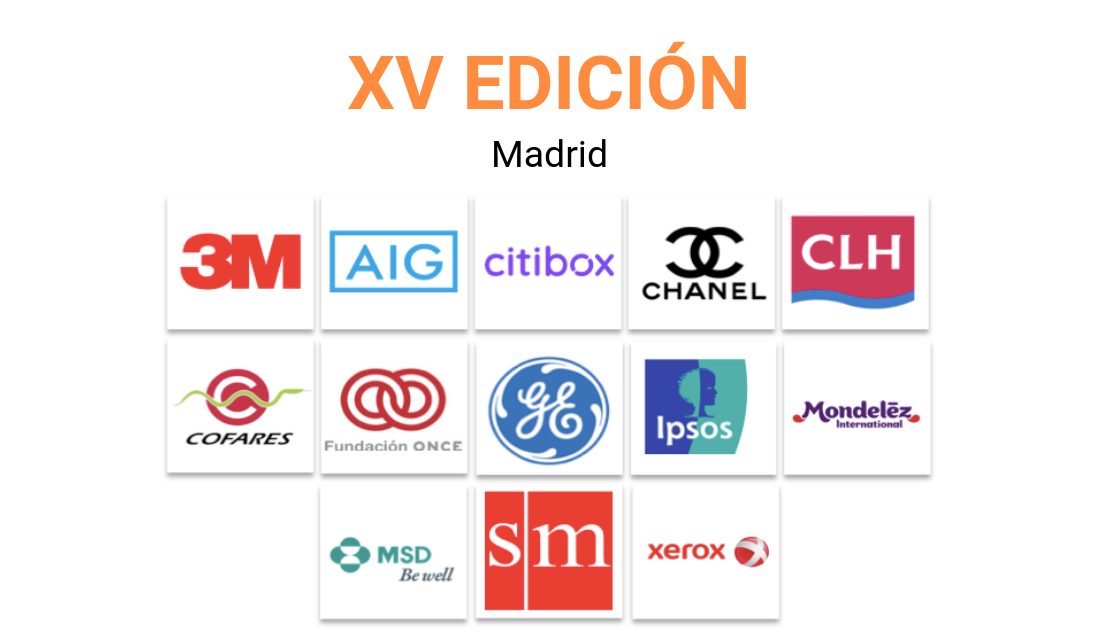 XV EDICIÓN
Madrid
3M
AIG
citibox
CHANEL
CLH
COFARES
Fundación ONCE
GE
Ipsos
Mondelēz
International
MSD
Be well
sm
xerox